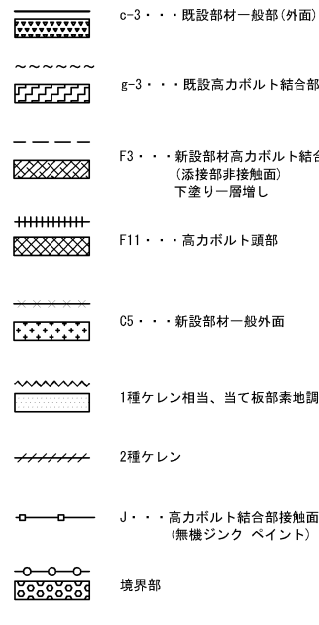 c-3・・・既設部材一般部(外面)
g-3・・・既設高力ボルト結合部
F3・・・新設部材高力ボルト結合
(添接部非接触面)
下塗り一層増し
F11・・・高力ボルト頭部
C5・・・新設部材一般外面
1種ケレン相当、当て板部素地調
2種ケレン
J・・・高力ボルト結合部接触面
(無機ジンク ペイント)
境界部